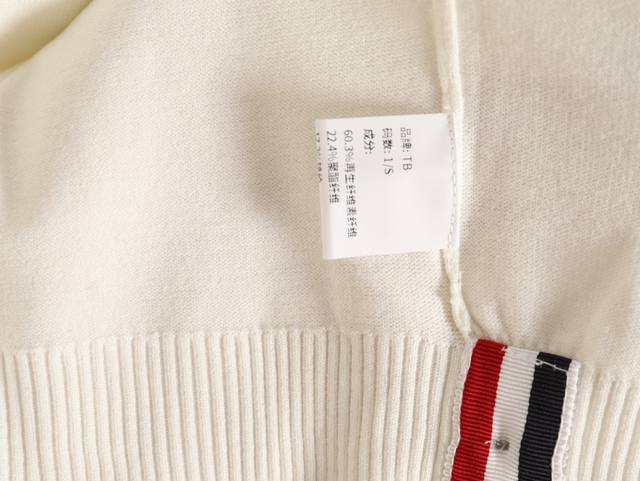 品牌: TB
码数: 1/S
成分:
60.3%再生纤维素纤维
22.4%聚酯纤维